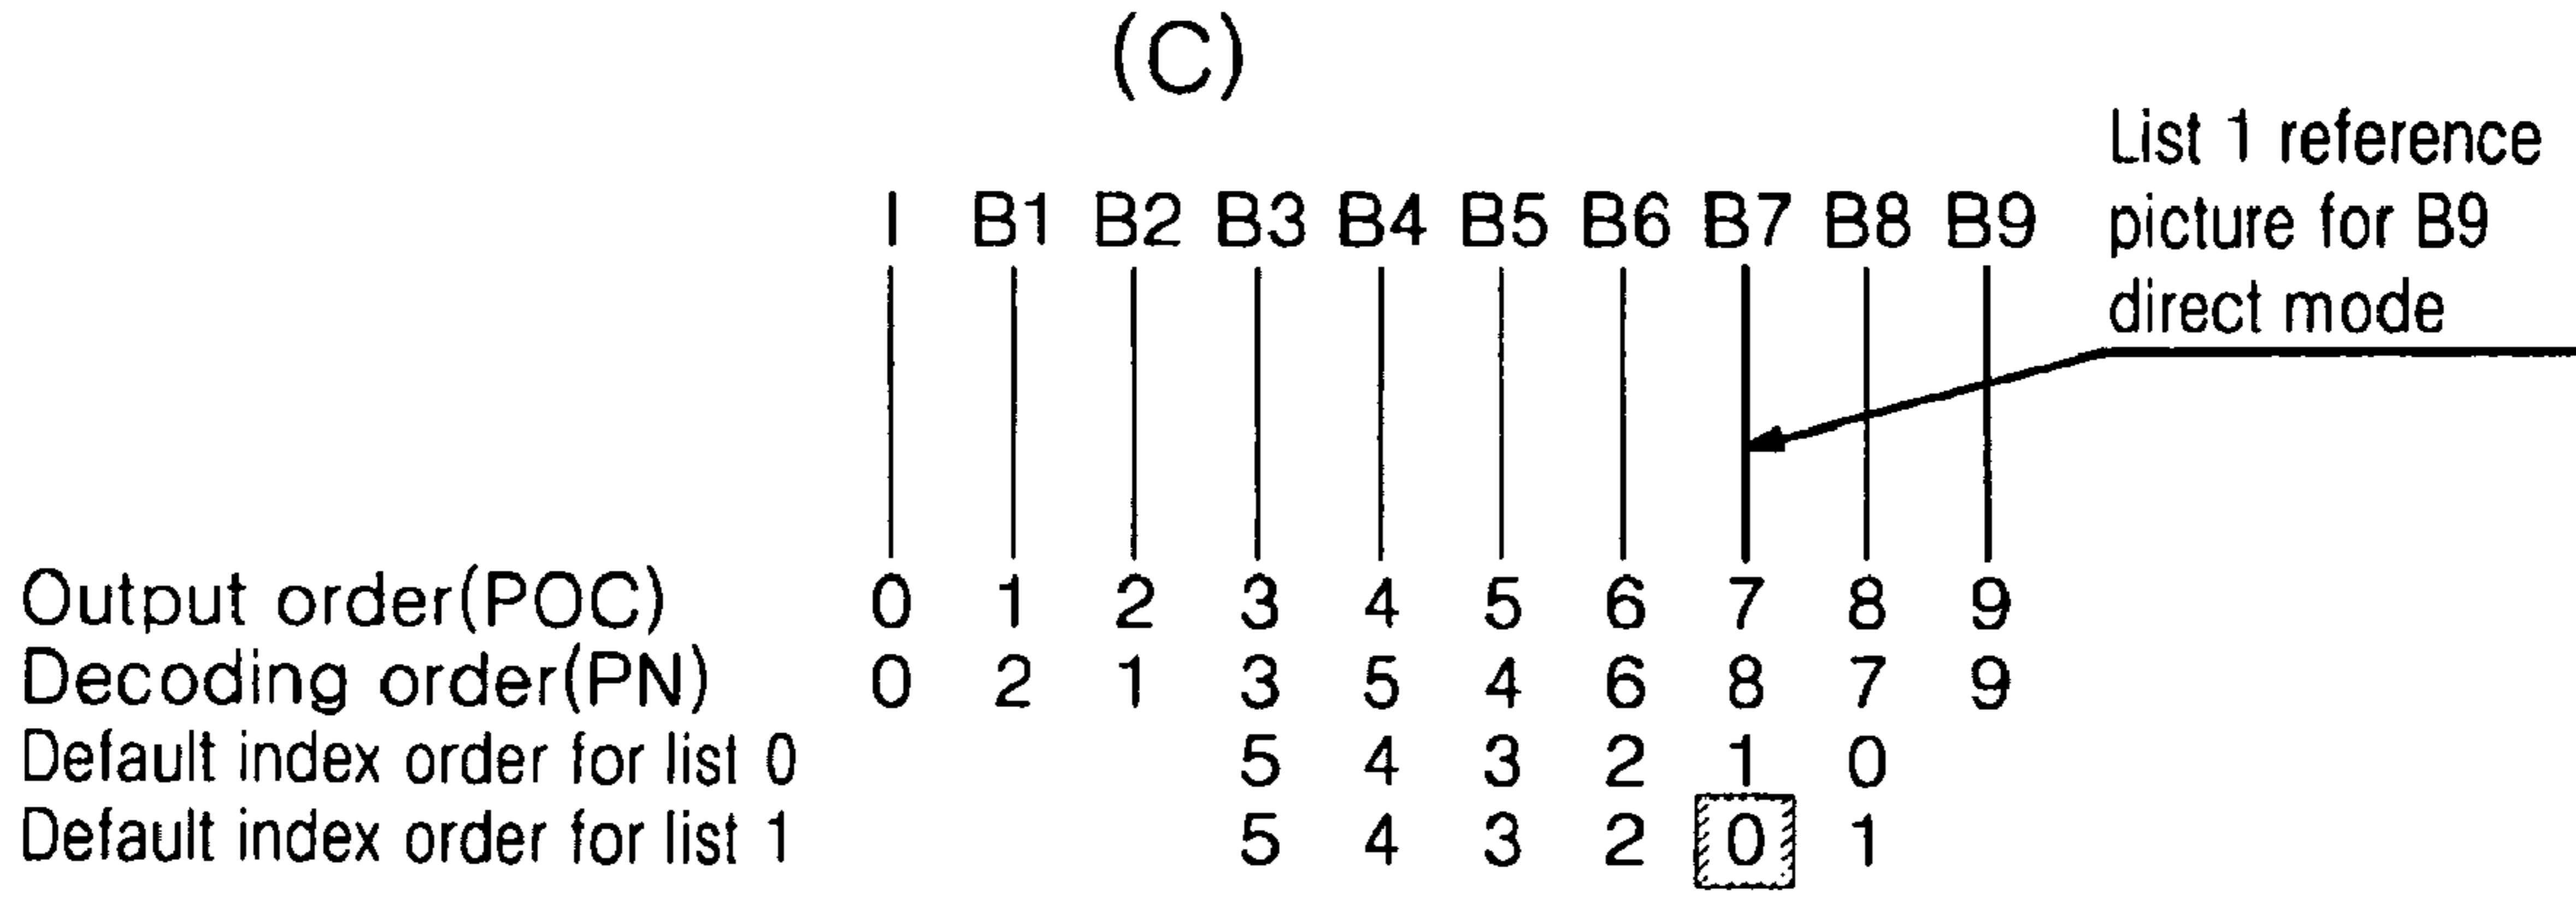 (C)
List 1 reference
picture for B9
direct mode
I B1 B2 B3 B4 B5 B6 B7 B8 B9
Output order(POC) 0 1 2 3 4 5 6 7 8 9
Decoding order(PN) 0 2 1 3 5 4 6 8 7 9
Default index order for list 0 5 4 3 2 1 0
Default index order for list 1 5 4 3 2 0 1